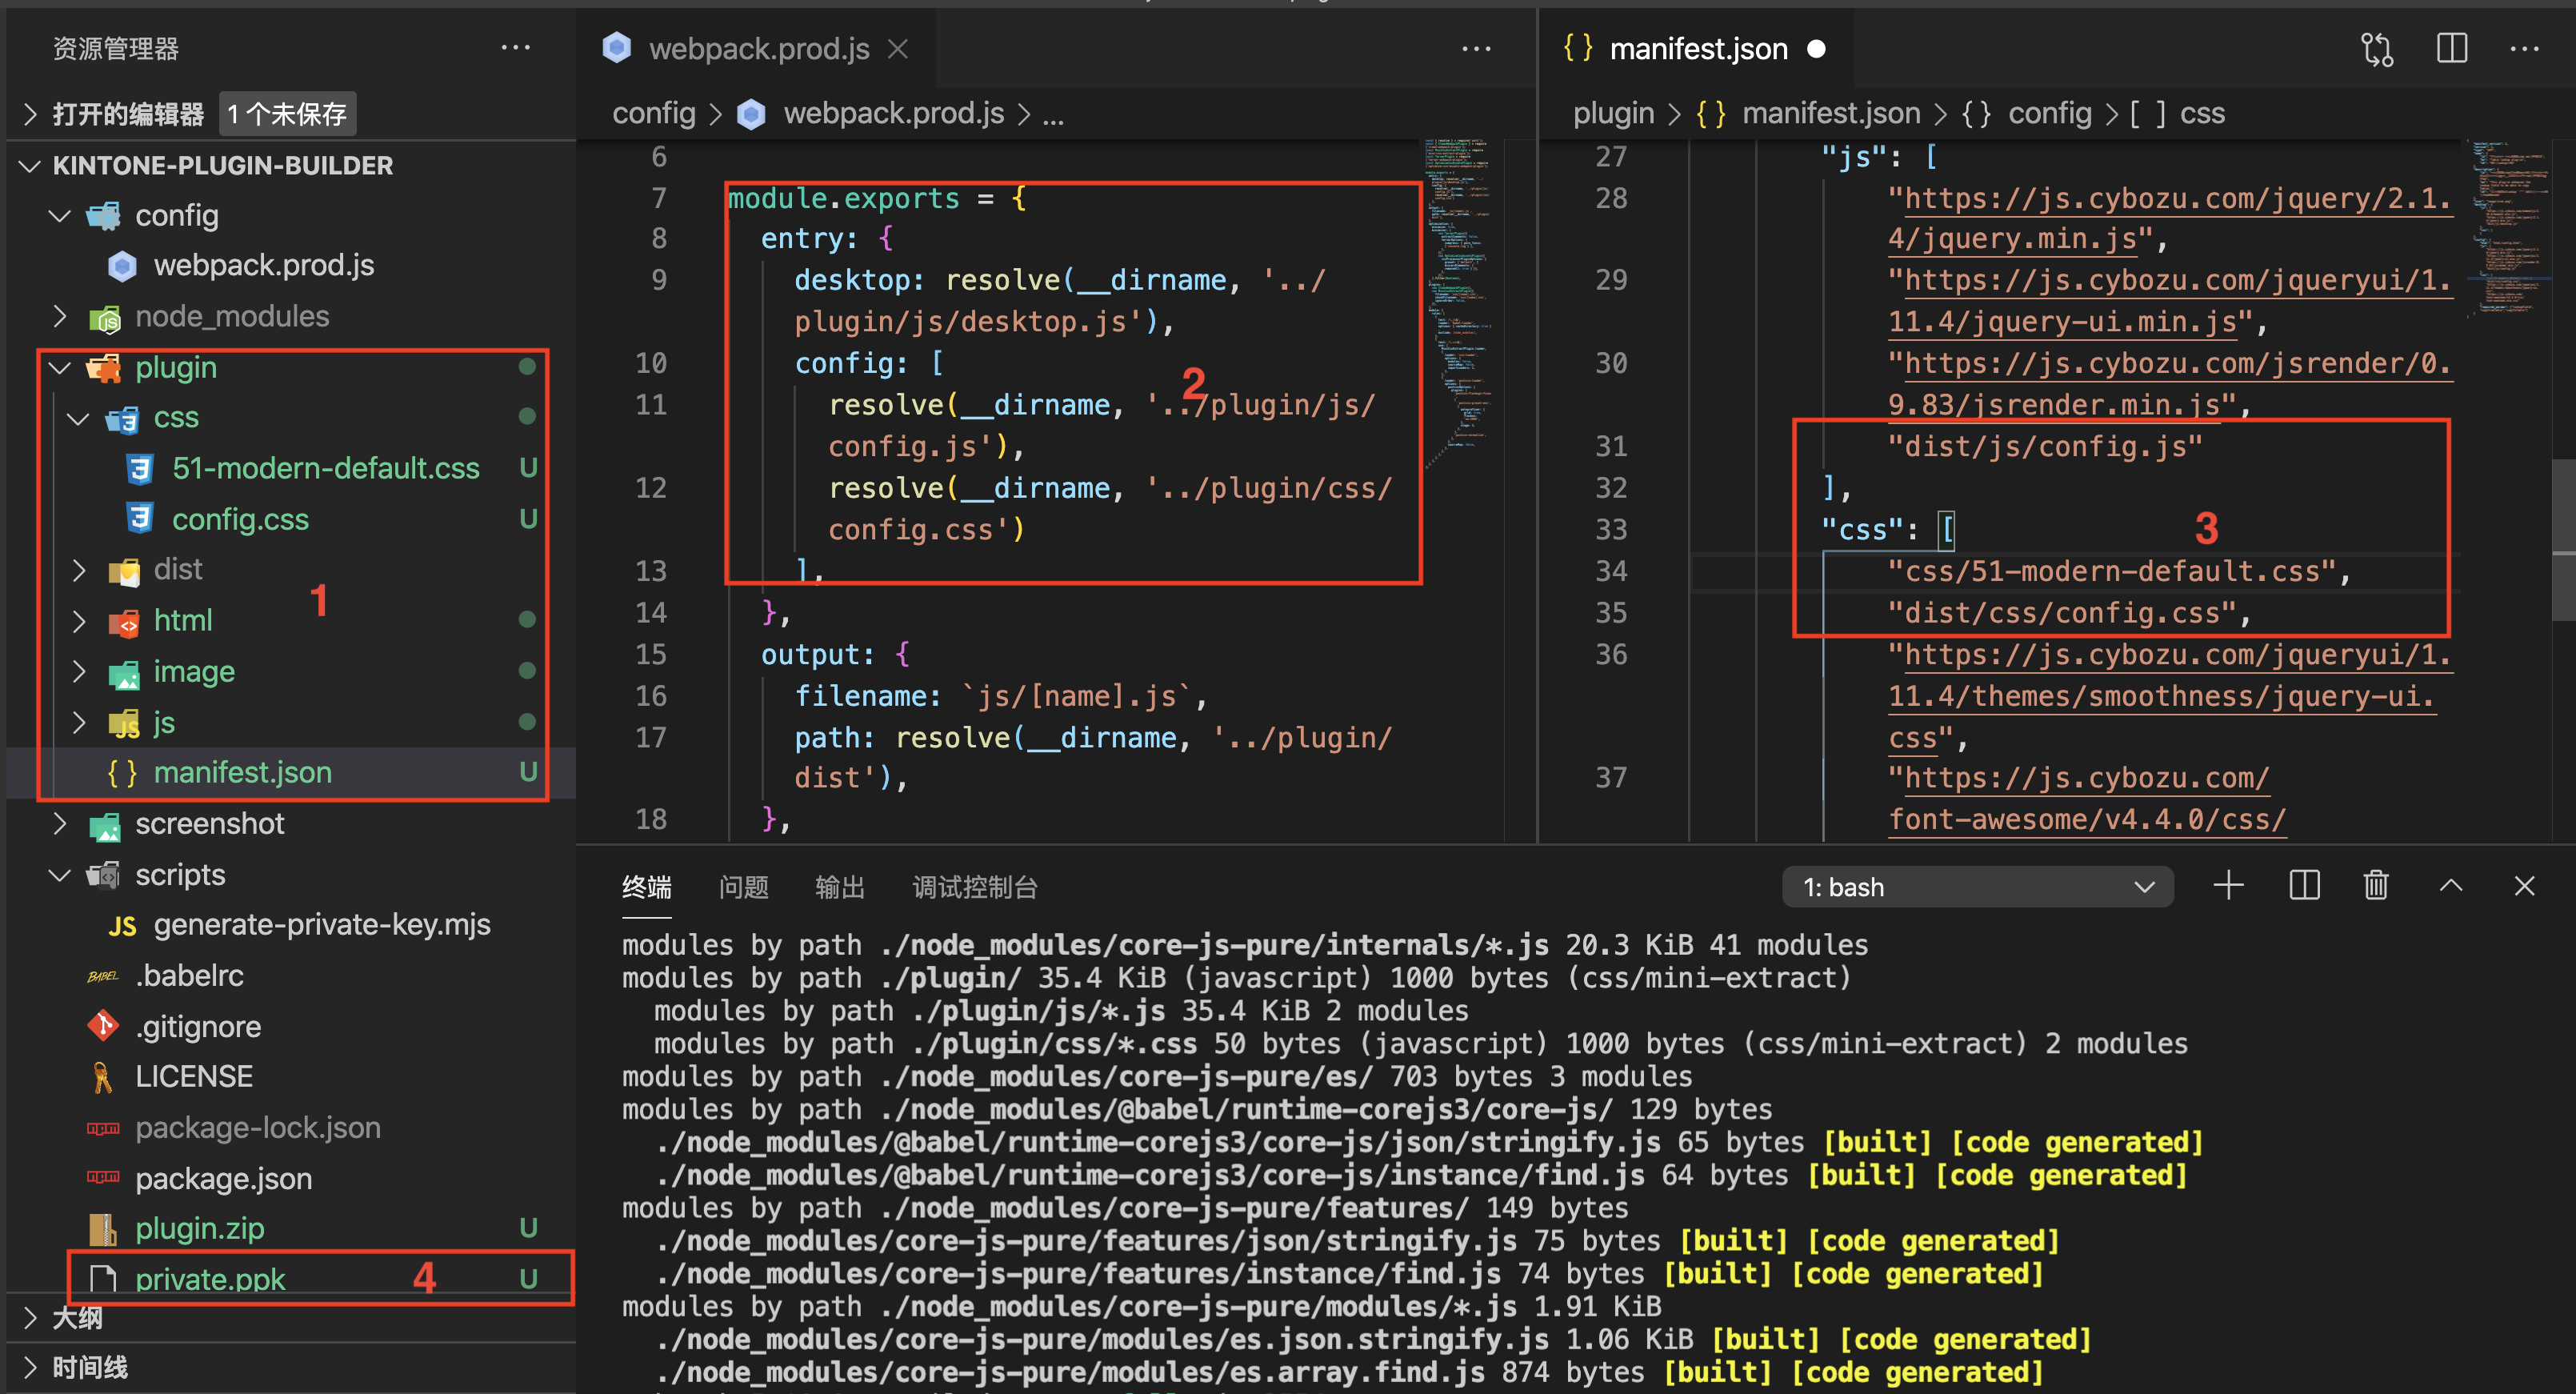 资源管理器
打开的编辑器 1 个未保存
KINTONE-PLUGIN-BUILDER
config
webpack.prod.js
node_modules
plugin
css
51-modern-default.css U
config.css U
dist
1
html
image
js
manifest.json U
screenshot
scripts
JS generate-private-key.mjs
BABEL .babelrc
.gitignore
LICENSE
package-lock.json
package.json
plugin.zip U
private.ppk 4 U
大纲
时间线
webpack.prod.js
config > webpack.prod.js > ...
6
7 module.exports = {
8 entry: {
9 desktop: resolve(__dirname, '../
plugin/js/desktop.js'),
10 config: [
2
11 resolve(__dirname, '../plugin/js/
config.js'),
12 resolve(__dirname, '../plugin/css/
config.css')
13 ],
14 },
15 output: {
16 filename: `js/[name].js`,
17 path: resolve(__dirname, '../plugin/
dist'),
18 },
{ } manifest.json
plugin > { } manifest.json > { } config > [ ] css
27 "js": [
28 "https://js.cybozu.com/jquery/2.1.
4/jquery.min.js",
29 "https://js.cybozu.com/jqueryui/1.
11.4/jquery-ui.min.js",
30 "https://js.cybozu.com/jsrender/0.
9.83/jsrender.min.js",
31 "dist/js/config.js"
32 ],
33 "css": [
3
34 "css/51-modern-default.css",
35 "dist/css/config.css",
36 "https://js.cybozu.com/jqueryui/1.
11.4/themes/smoothness/jquery-ui.
css",
37 "https://js.cybozu.com/
font-awesome/v4.4.0/css/
终端 问题 输出 调试控制台 1: bash
modules by path ./node_modules/core-js-pure/internals/*.js 20.3 KiB 41 modules
modules by path ./plugin/ 35.4 KiB (javascript) 1000 bytes (css/mini-extract)
modules by path ./plugin/js/*.js 35.4 KiB 2 modules
modules by path ./plugin/css/*.css 50 bytes (javascript) 1000 bytes (css/mini-extract) 2 modules
modules by path ./node_modules/core-js-pure/es/ 703 bytes 3 modules
modules by path ./node_modules/@babel/runtime-corejs3/core-js/ 129 bytes
./node_modules/@babel/runtime-corejs3/core-js/json/stringify.js 65 bytes [built] [code generated]
./node_modules/@babel/runtime-corejs3/core-js/instance/find.js 64 bytes [built] [code generated]
modules by path ./node_modules/core-js-pure/features/ 149 bytes
./node_modules/core-js-pure/features/json/stringify.js 75 bytes [built] [code generated]
./node_modules/core-js-pure/features/instance/find.js 74 bytes [built] [code generated]
modules by path ./node_modules/core-js-pure/modules/*.js 1.91 KiB
./node_modules/core-js-pure/modules/es.json.stringify.js 1.06 KiB [built] [code generated]
./node_modules/core-js-pure/modules/es.array.find.js 874 bytes [built] [code generated]